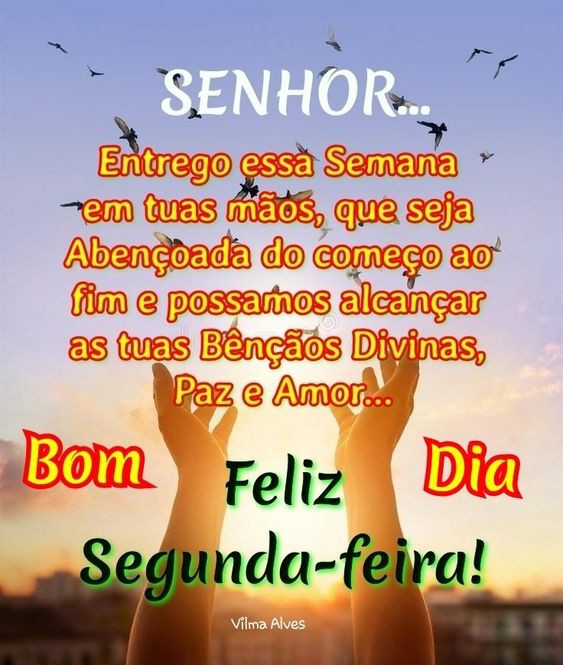 SENHOR...
Entrego essa Semana
em tuas mãos, que seja
Abençoada do começo ao
fim e possamos alcançar
as tuas Bênçãos Divinas,
Paz e Amor...
Bom Dia
Feliz
Segunda-feira!
Vilma Alves